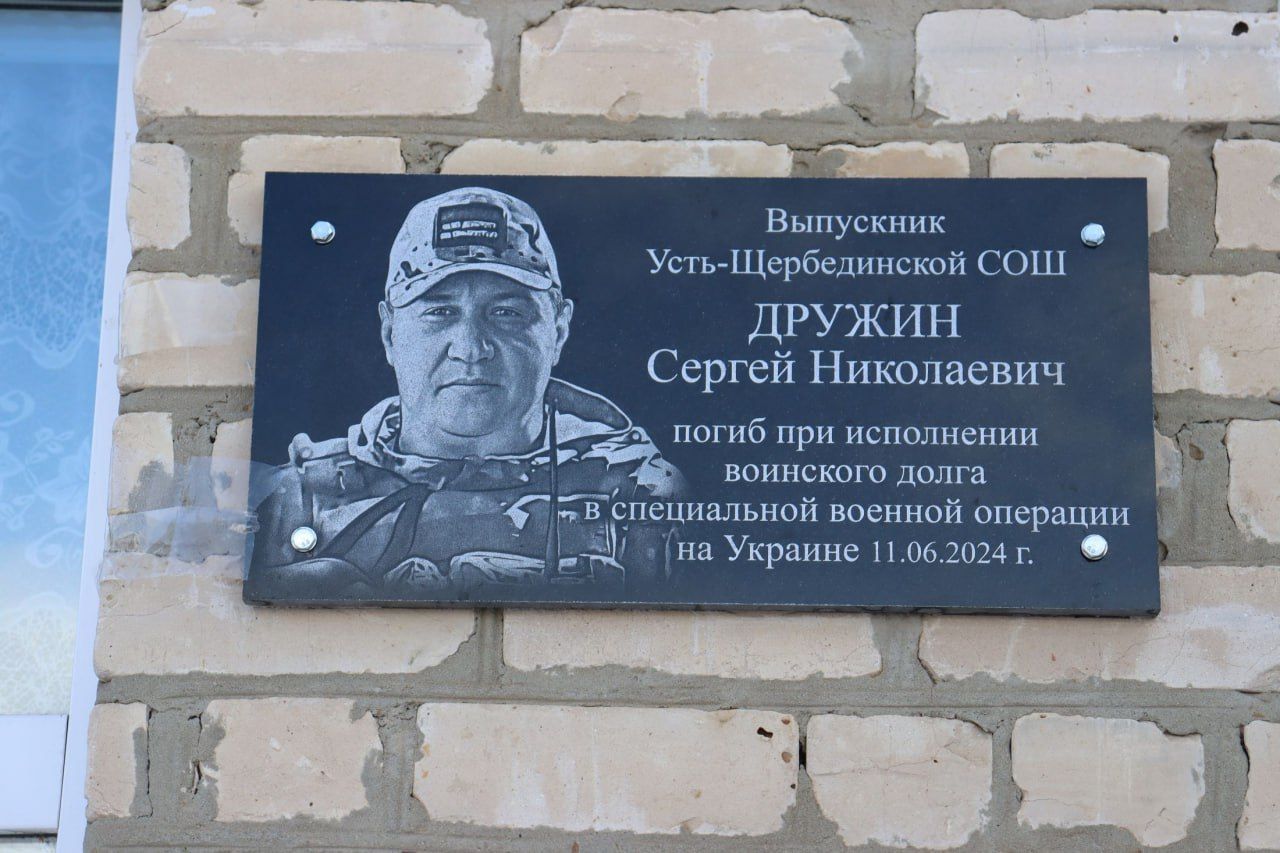 Выпускник
Усть-Щербединской СОШ
ДРУЖИН
Сергей Николаевич
погиб при исполнении
воинского долга
в специальной военной операции
на Украине 11.06.2024 г.